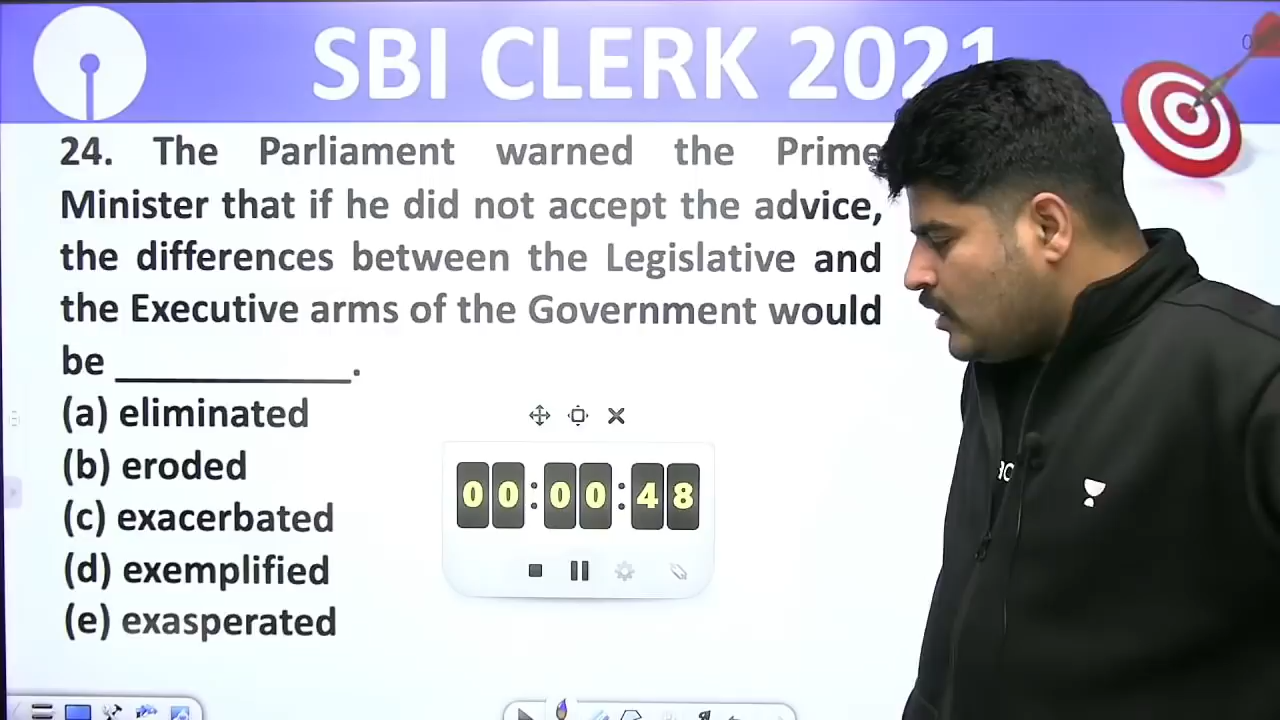 SBI CLERK 2021
24. The Parliament warned the Prime
Minister that if he did not accept the advice,
the differences between the Legislative and
the Executive arms of the Government would
be ___________.
(a) eliminated
(b) eroded
(c) exacerbated
(d) exemplified
(e) exasperated
00:00:48